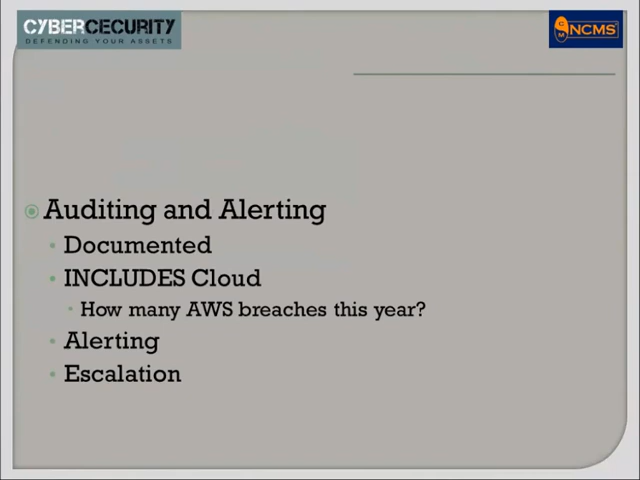 CYBERCECURITY
DEFENDING YOUR ASSETS
NCMS
Auditing and Alerting
Documented
INCLUDES Cloud
How many AWS breaches this year?
Alerting
Escalation